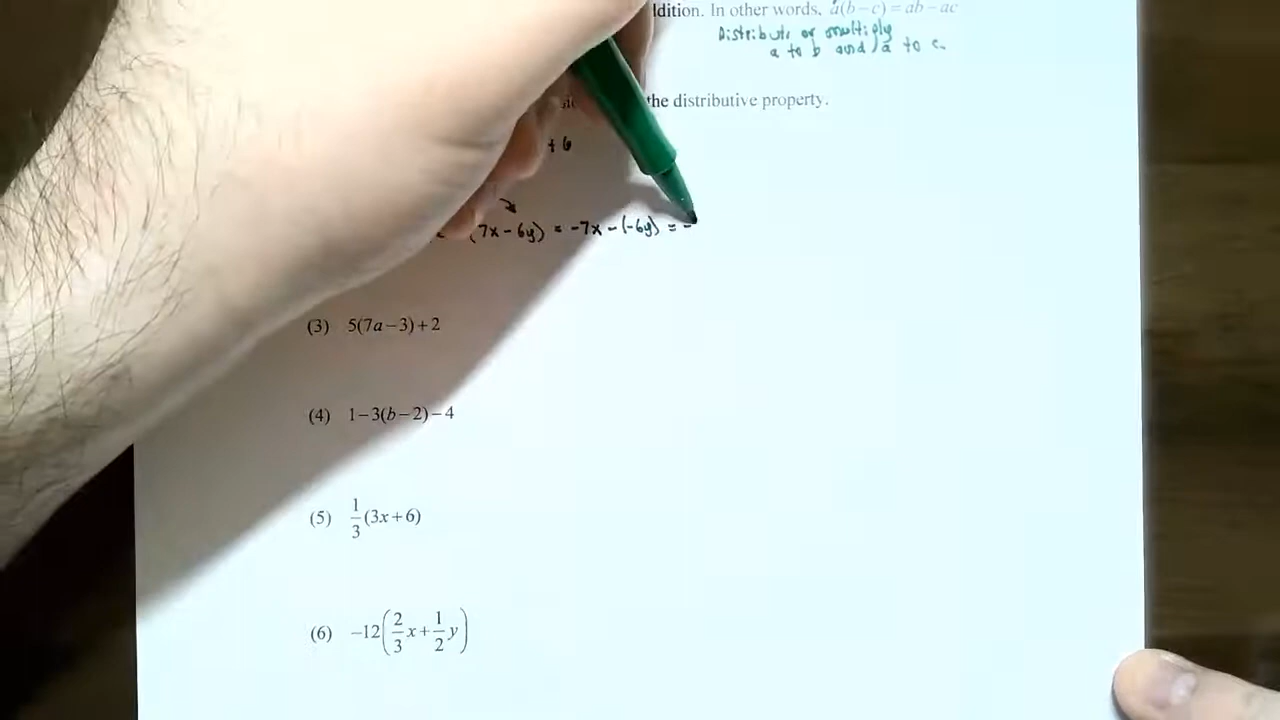 ldition. In other words, a(b−c)=ab−ac
Distribute or multiply
a to b and a to c.
the distributive property.
+ 6
(7x - 6y) = -7x - (-6y) = -
(3) 5(7a−3)+2
(4) 1−3(b−2)−4
(5) 1/3(3x+6)
(6) −12(2/3x+1/2y)